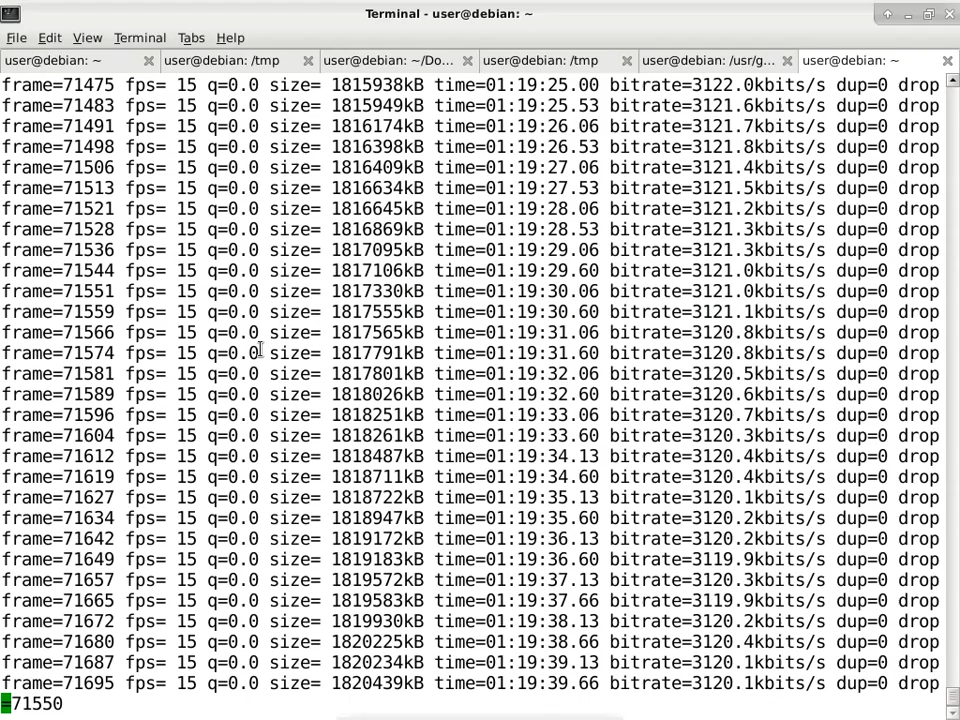 Terminal - user@debian: ~
File Edit View Terminal Tabs Help
user@debian: ~ user@debian: /tmp user@debian: ~/Do... user@debian: /tmp user@debian: /usr/g... user@debian: ~
frame=71475 fps= 15 q=0.0 size= 1815938kB time=01:19:25.00 bitrate=3122.0kbits/s dup=0 drop
frame=71483 fps= 15 q=0.0 size= 1815949kB time=01:19:25.53 bitrate=3121.6kbits/s dup=0 drop
frame=71491 fps= 15 q=0.0 size= 1816174kB time=01:19:26.06 bitrate=3121.7kbits/s dup=0 drop
frame=71498 fps= 15 q=0.0 size= 1816398kB time=01:19:26.53 bitrate=3121.8kbits/s dup=0 drop
frame=71506 fps= 15 q=0.0 size= 1816409kB time=01:19:27.06 bitrate=3121.4kbits/s dup=0 drop
frame=71513 fps= 15 q=0.0 size= 1816634kB time=01:19:27.53 bitrate=3121.5kbits/s dup=0 drop
frame=71521 fps= 15 q=0.0 size= 1816645kB time=01:19:28.06 bitrate=3121.2kbits/s dup=0 drop
frame=71528 fps= 15 q=0.0 size= 1816869kB time=01:19:28.53 bitrate=3121.3kbits/s dup=0 drop
frame=71536 fps= 15 q=0.0 size= 1817095kB time=01:19:29.06 bitrate=3121.3kbits/s dup=0 drop
frame=71544 fps= 15 q=0.0 size= 1817106kB time=01:19:29.60 bitrate=3121.0kbits/s dup=0 drop
frame=71551 fps= 15 q=0.0 size= 1817330kB time=01:19:30.06 bitrate=3121.0kbits/s dup=0 drop
frame=71559 fps= 15 q=0.0 size= 1817555kB time=01:19:30.60 bitrate=3121.1kbits/s dup=0 drop
frame=71566 fps= 15 q=0.0 size= 1817565kB time=01:19:31.06 bitrate=3120.8kbits/s dup=0 drop
frame=71574 fps= 15 q=0.0 size= 1817791kB time=01:19:31.60 bitrate=3120.8kbits/s dup=0 drop
frame=71581 fps= 15 q=0.0 size= 1817801kB time=01:19:32.06 bitrate=3120.5kbits/s dup=0 drop
frame=71589 fps= 15 q=0.0 size= 1818026kB time=01:19:32.60 bitrate=3120.6kbits/s dup=0 drop
frame=71596 fps= 15 q=0.0 size= 1818251kB time=01:19:33.06 bitrate=3120.7kbits/s dup=0 drop
frame=71604 fps= 15 q=0.0 size= 1818261kB time=01:19:33.60 bitrate=3120.3kbits/s dup=0 drop
frame=71612 fps= 15 q=0.0 size= 1818487kB time=01:19:34.13 bitrate=3120.4kbits/s dup=0 drop
frame=71619 fps= 15 q=0.0 size= 1818711kB time=01:19:34.60 bitrate=3120.4kbits/s dup=0 drop
frame=71627 fps= 15 q=0.0 size= 1818722kB time=01:19:35.13 bitrate=3120.1kbits/s dup=0 drop
frame=71634 fps= 15 q=0.0 size= 1818947kB time=01:19:35.60 bitrate=3120.2kbits/s dup=0 drop
frame=71642 fps= 15 q=0.0 size= 1819172kB time=01:19:36.13 bitrate=3120.2kbits/s dup=0 drop
frame=71649 fps= 15 q=0.0 size= 1819183kB time=01:19:36.60 bitrate=3119.9kbits/s dup=0 drop
frame=71657 fps= 15 q=0.0 size= 1819572kB time=01:19:37.13 bitrate=3120.3kbits/s dup=0 drop
frame=71665 fps= 15 q=0.0 size= 1819583kB time=01:19:37.66 bitrate=3119.9kbits/s dup=0 drop
frame=71672 fps= 15 q=0.0 size= 1819930kB time=01:19:38.13 bitrate=3120.2kbits/s dup=0 drop
frame=71680 fps= 15 q=0.0 size= 1820225kB time=01:19:38.66 bitrate=3120.4kbits/s dup=0 drop
frame=71687 fps= 15 q=0.0 size= 1820234kB time=01:19:39.13 bitrate=3120.1kbits/s dup=0 drop
frame=71695 fps= 15 q=0.0 size= 1820439kB time=01:19:39.66 bitrate=3120.1kbits/s dup=0 drop
=71550